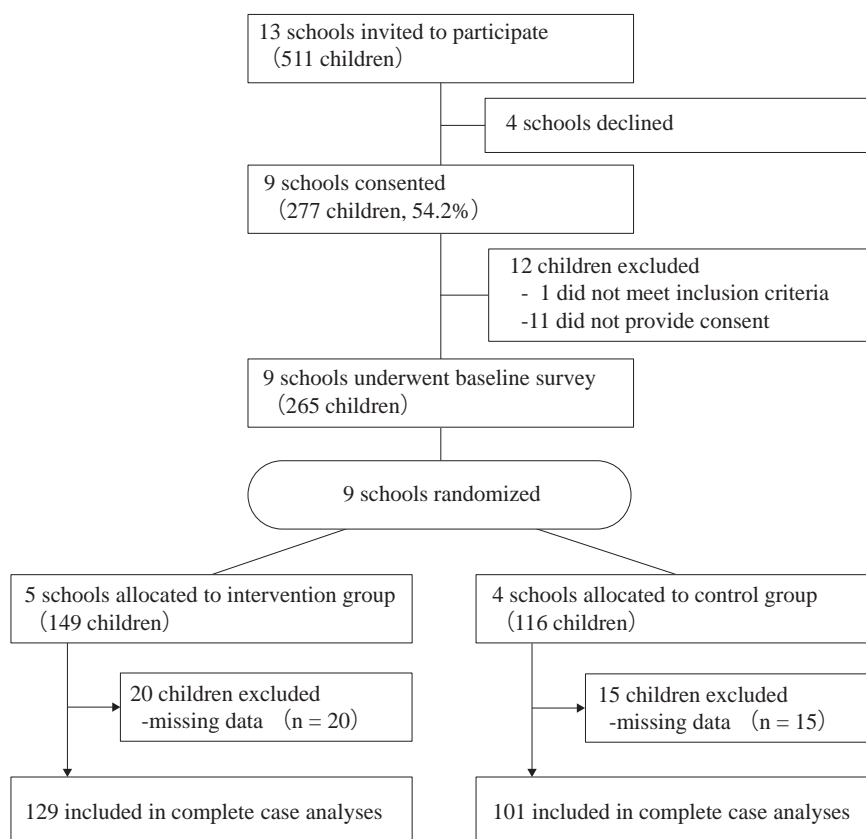 13 schools invited to participate
（511 children）
4 schools declined
9 schools consented
（277 children, 54.2%）
12 children excluded
- 1 did not meet inclusion criteria
-11 did not provide consent
9 schools underwent baseline survey
（265 children）
9 schools randomized
5 schools allocated to intervention group
（149 children）
4 schools allocated to control group
（116 children）
20 children excluded
-missing data （n = 20）
15 children excluded
-missing data （n = 15）
129 included in complete case analyses
101 included in complete case analyses